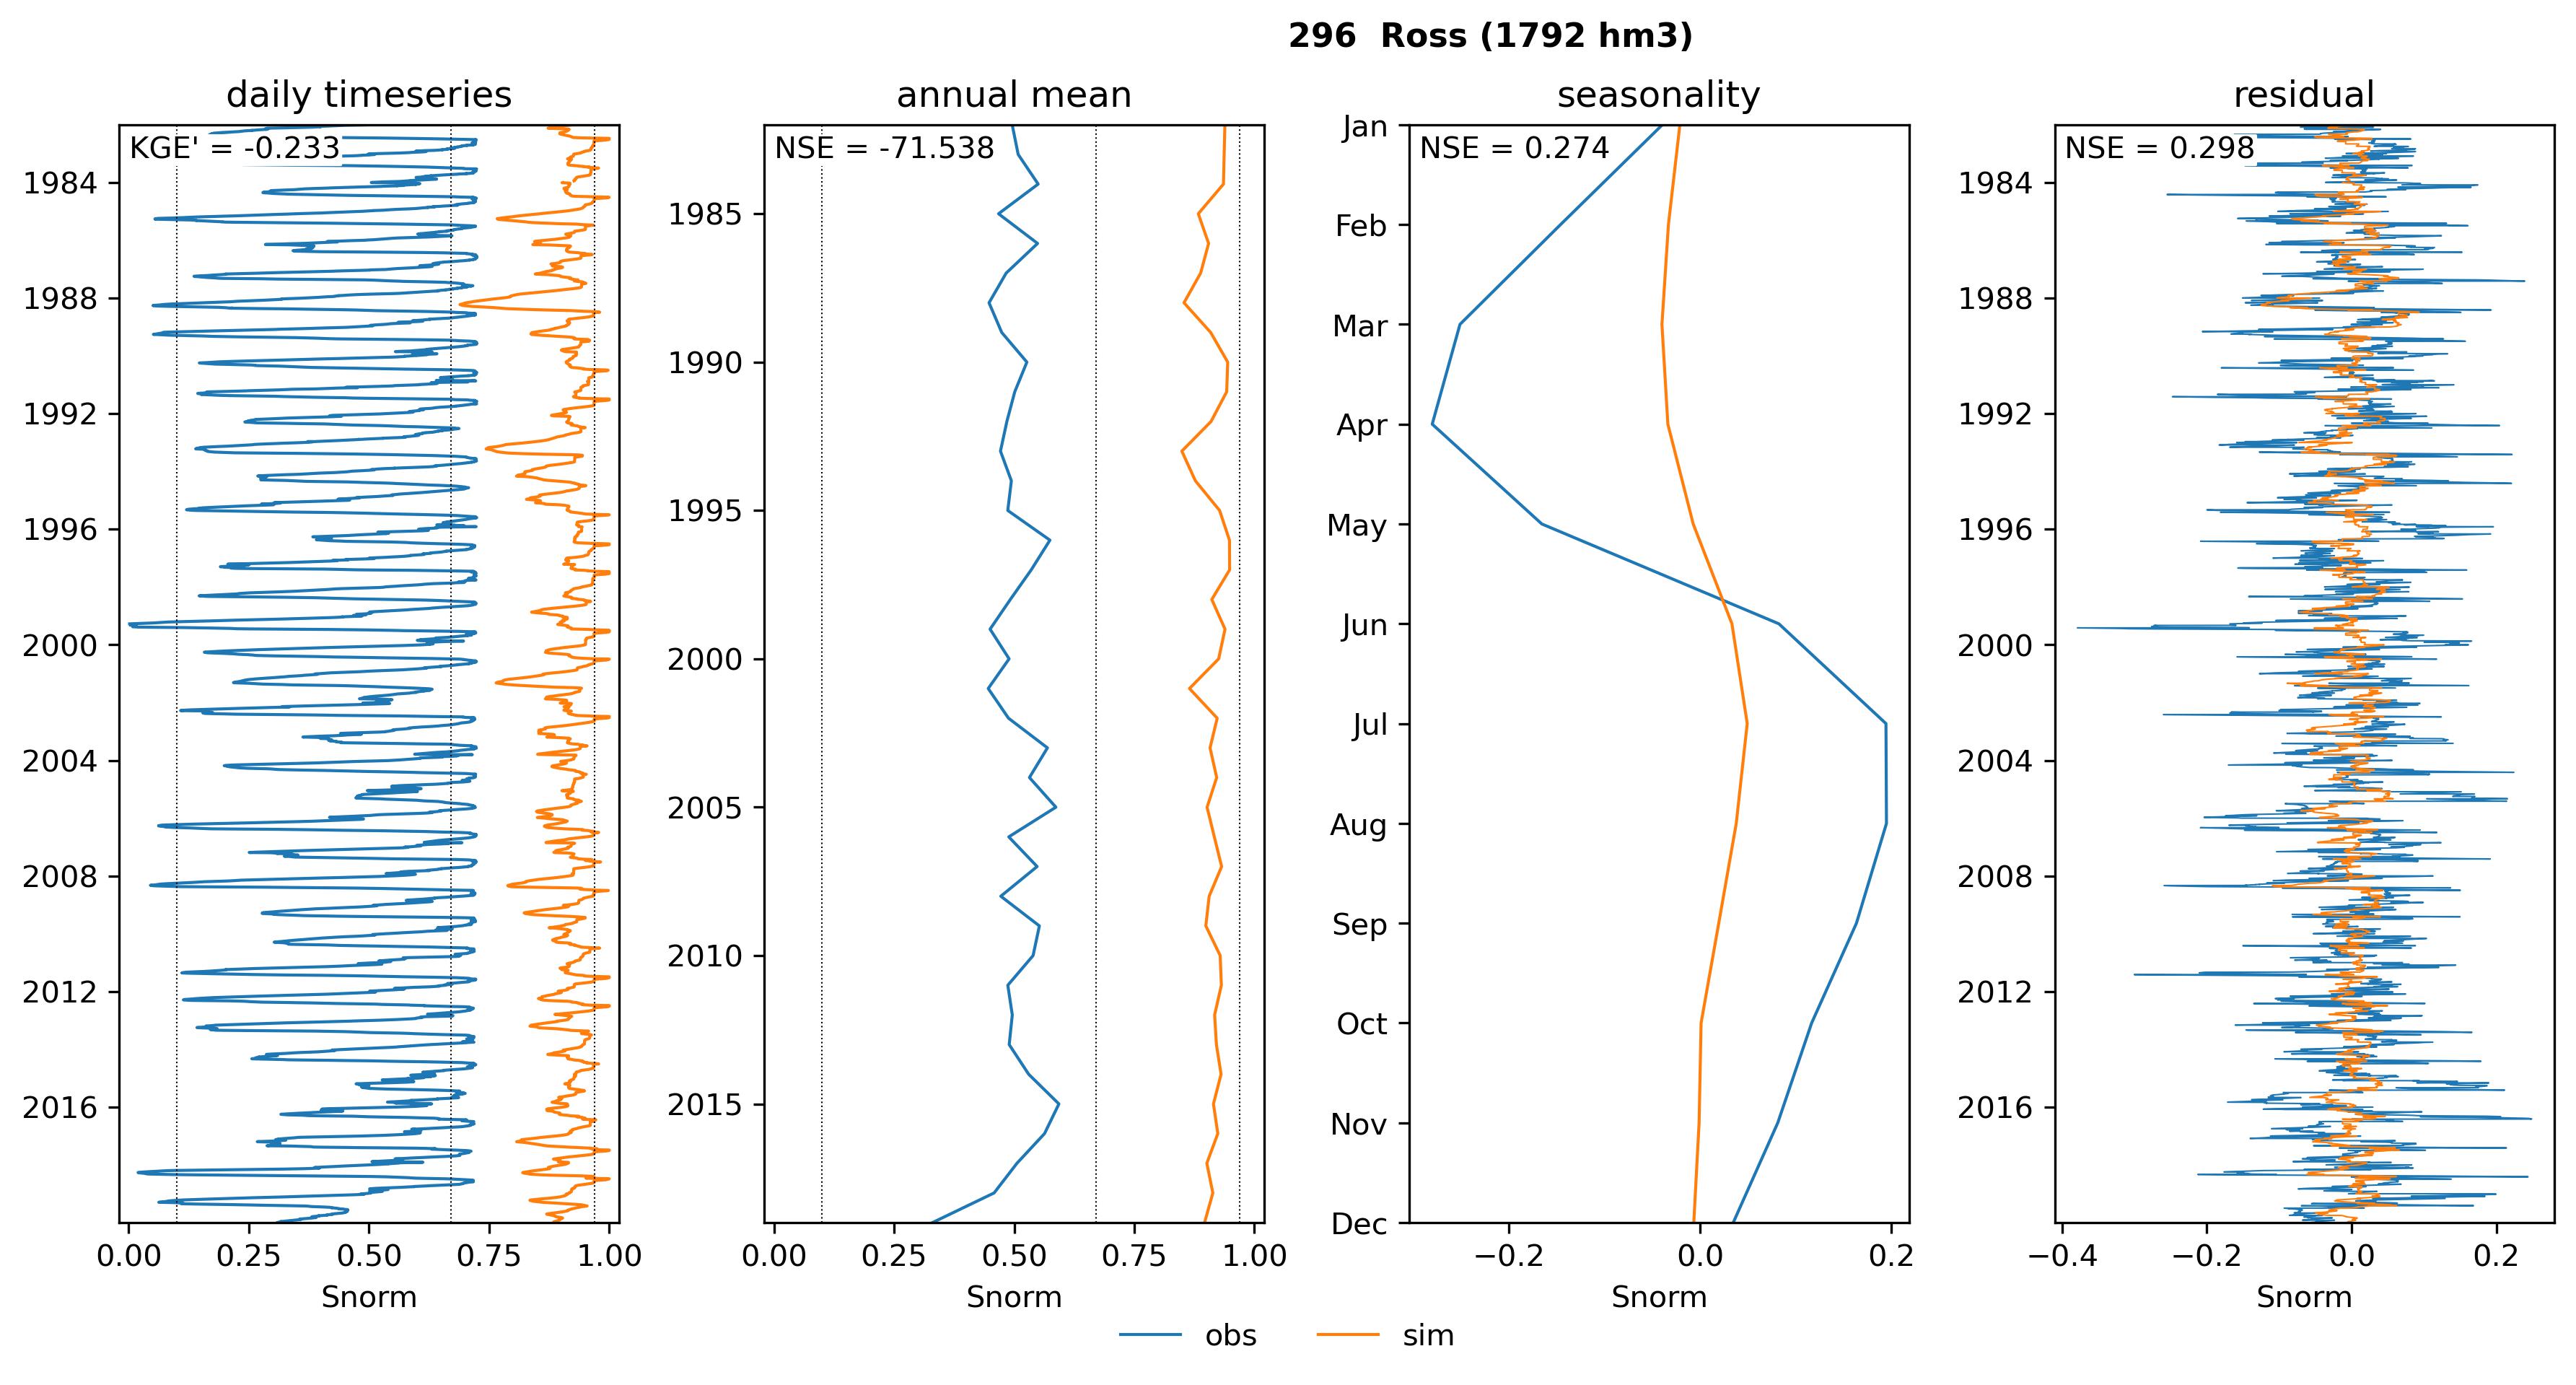 296  Ross (1792 hm3)
daily timeseries
KGE' = -0.233
1984
1988
1992
1996
2000
2004
2008
2012
2016
0.00 0.25 0.50 0.75 1.00
Snorm
annual mean
NSE = -71.538
1985
1990
1995
2000
2005
2010
2015
0.00 0.25 0.50 0.75 1.00
Snorm
seasonality
NSE = 0.274
Jan
Feb
Mar
Apr
May
Jun
Jul
Aug
Sep
Oct
Nov
Dec
−0.2 0.0 0.2
Snorm
residual
NSE = 0.298
1984
1988
1992
1996
2000
2004
2008
2012
2016
−0.4 −0.2 0.0 0.2
Snorm
obs sim